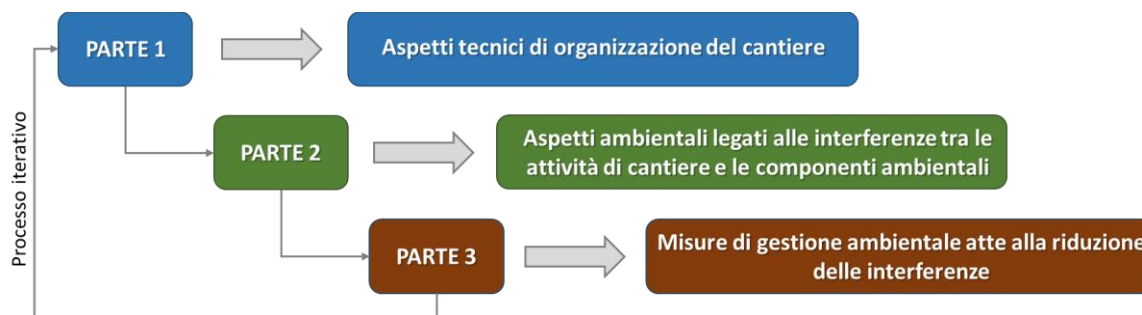 PARTE 1
Aspetti tecnici di organizzazione del cantiere
Processo iterativo
PARTE 2
Aspetti ambientali legati alle interferenze tra le
attività di cantiere e le componenti ambientali
PARTE 3
Misure di gestione ambientale atte alla riduzione
delle interferenze